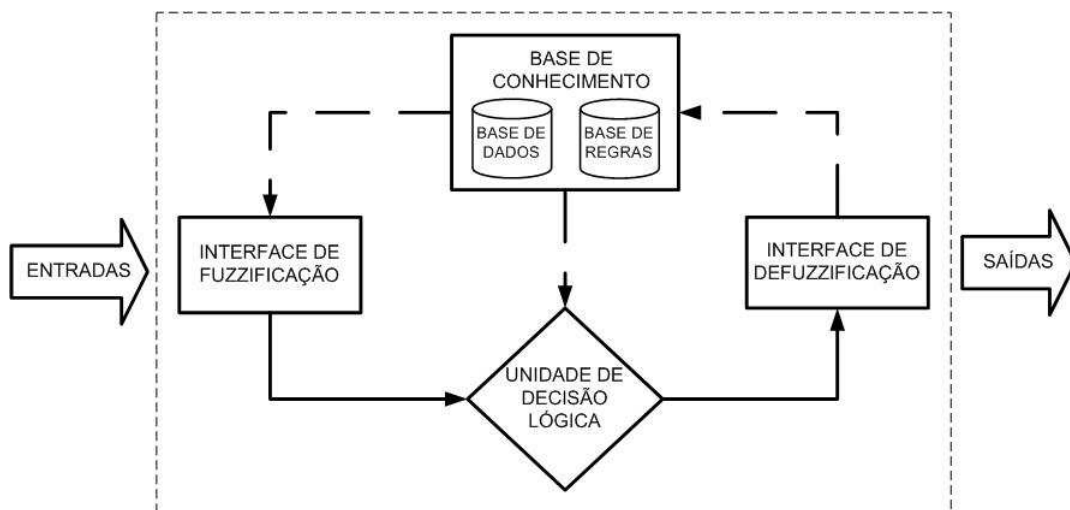 BASE DE
CONHECIMENTO
BASE DE
DADOS
BASE DE
REGRAS
ENTRADAS
INTERFACE DE
FUZZIFICAÇÃO
INTERFACE DE
DEFUZZIFICAÇÃO
SAÍDAS
UNIDADE DE
DECISÃO
LÓGICA